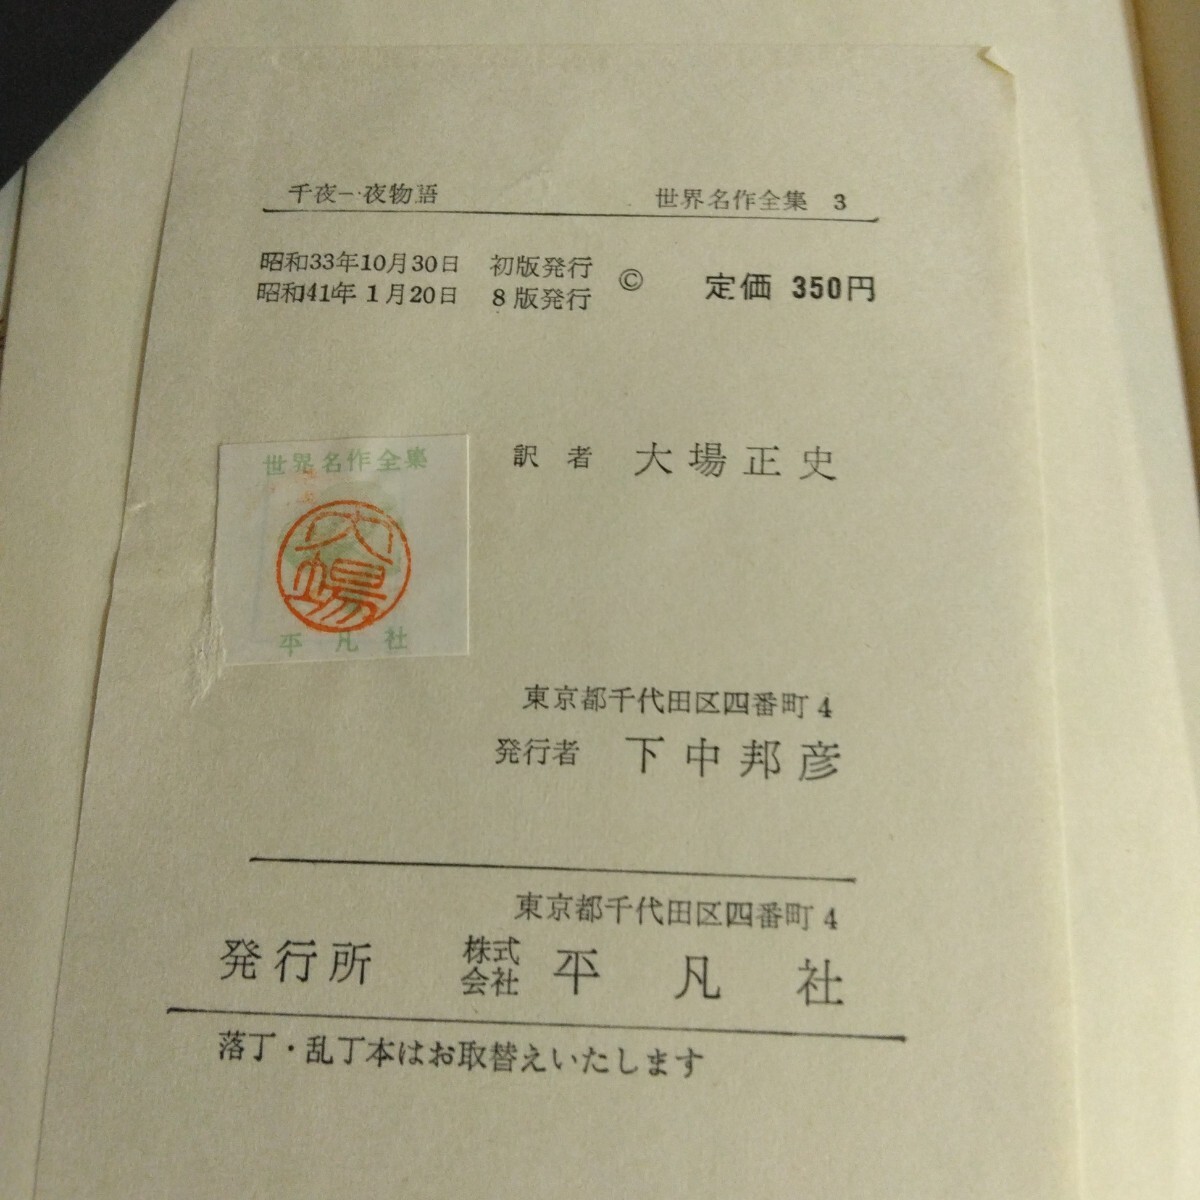 千夜一夜物語　世界名作全集 3
昭和33年10月30日　初版発行
昭和41年1月20日　8版発行
©　定価 350円
訳者　大場正史
世界名作全集
大場
平凡社
東京都千代田区四番町4
発行者　下中邦彦
東京都千代田区四番町4
発行所　株式会社　平凡社
落丁・乱丁本はお取替えいたします